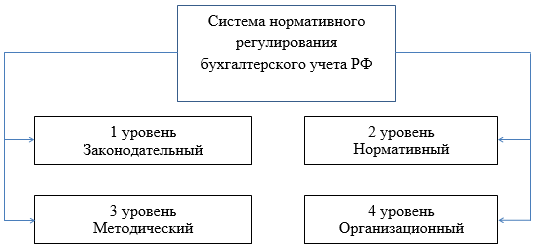 Система нормативного
регулирования
бухгалтерского учета РФ
1 уровень
Законодательный
2 уровень
Нормативный
3 уровень
Методический
4 уровень
Организационный